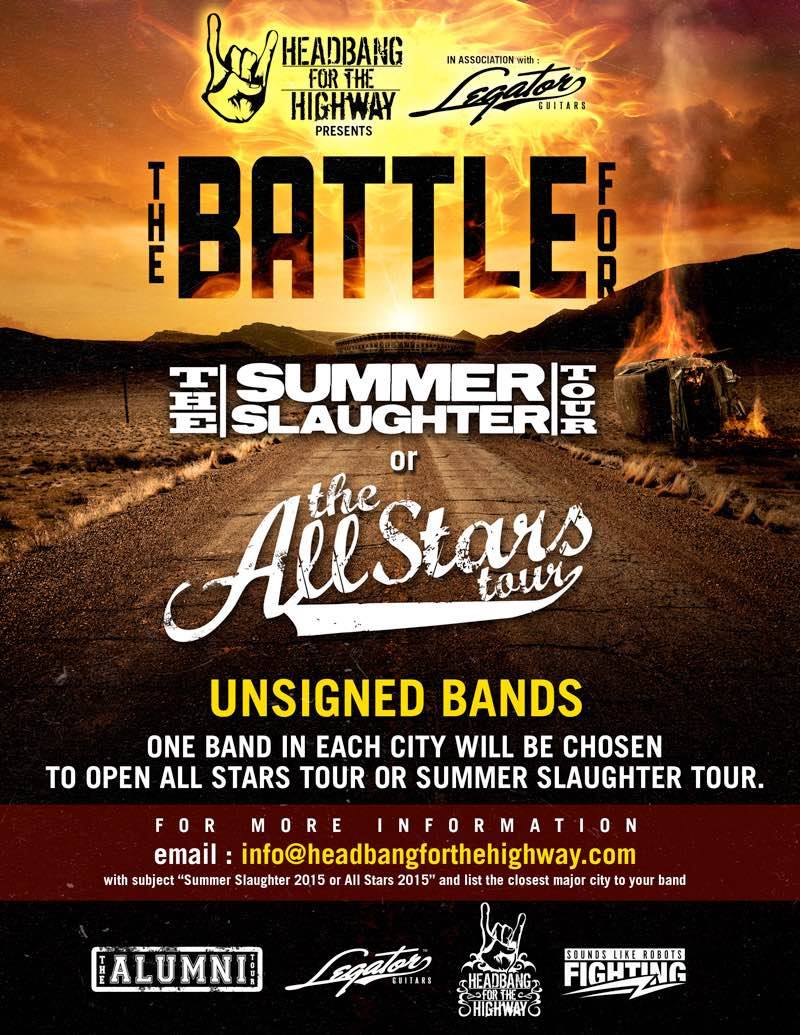 HEADBANG
FOR THE
HIGHWAY
PRESENTS
IN ASSOCIATION with :
Legator
GUITARS
THE BATTLE FOR
THE SUMMER SLAUGHTER TOUR
or
the
All Stars
tour
UNSIGNED BANDS
ONE BAND IN EACH CITY WILL BE CHOSEN
TO OPEN ALL STARS TOUR OR SUMMER SLAUGHTER TOUR.
FOR MORE INFORMATION
email : info@headbangforthehighway.com
with subject “Summer Slaughter 2015 or All Stars 2015” and list the closest major city to your band
THE ALUMNI TOUR
Legator
GUITARS
HEADBANG
FOR THE
HIGHWAY
SOUNDS LIKE ROBOTS
FIGHTING